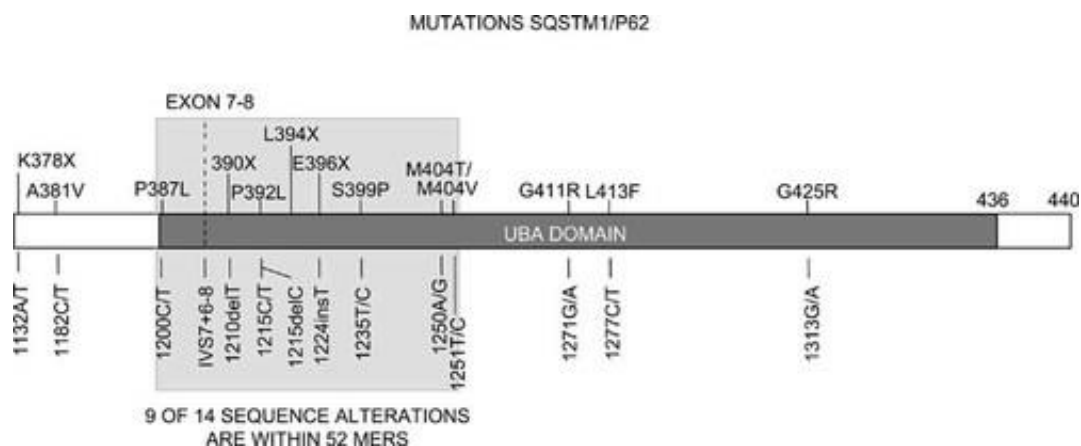 MUTATIONS SQSTM1/P62
EXON 7-8
L394X
K378X
390X
E396X
M404T/
A381V
P387L
P392L
S399P
M404V
G411R
L413F
G425R
436
440
UBA DOMAIN
1132A/T
1182C/T
1200C/T
IVS7+6-8
1210delT
1215C/T
1215delC
1224insT
1235T/C
1250A/G
1251T/C
1271G/A
1277C/T
1313G/A
9 OF 14 SEQUENCE ALTERATIONS
ARE WITHIN 52 MERS